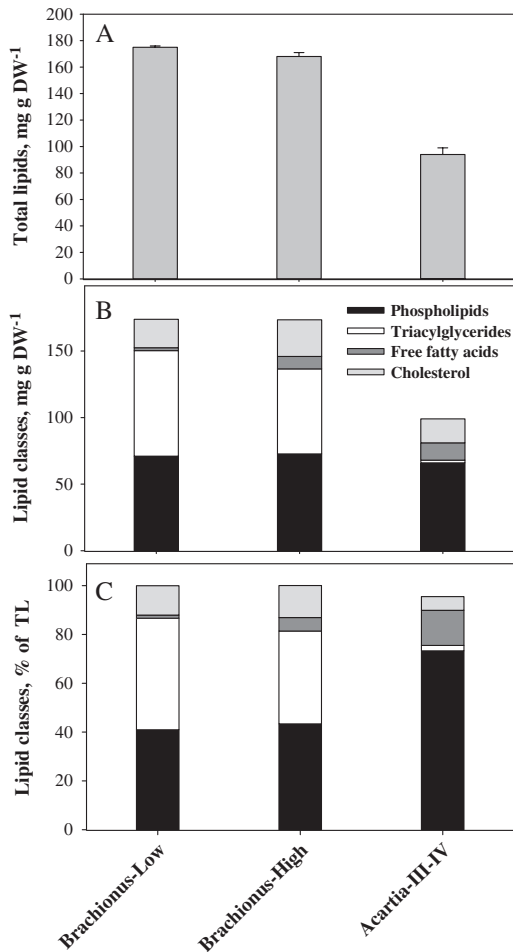 A
Total lipids, mg g DW-1
200
180
160
140
120
100
80
60
40
20
0
B
Lipid classes, mg g DW-1
150
100
50
0
Phospholipids
Triacylglycerides
Free fatty acids
Cholesterol
C
Lipid classes, % of TL
100
80
60
40
20
0
Brachionus-Low
Brachionus-High
Acartia-III-IV